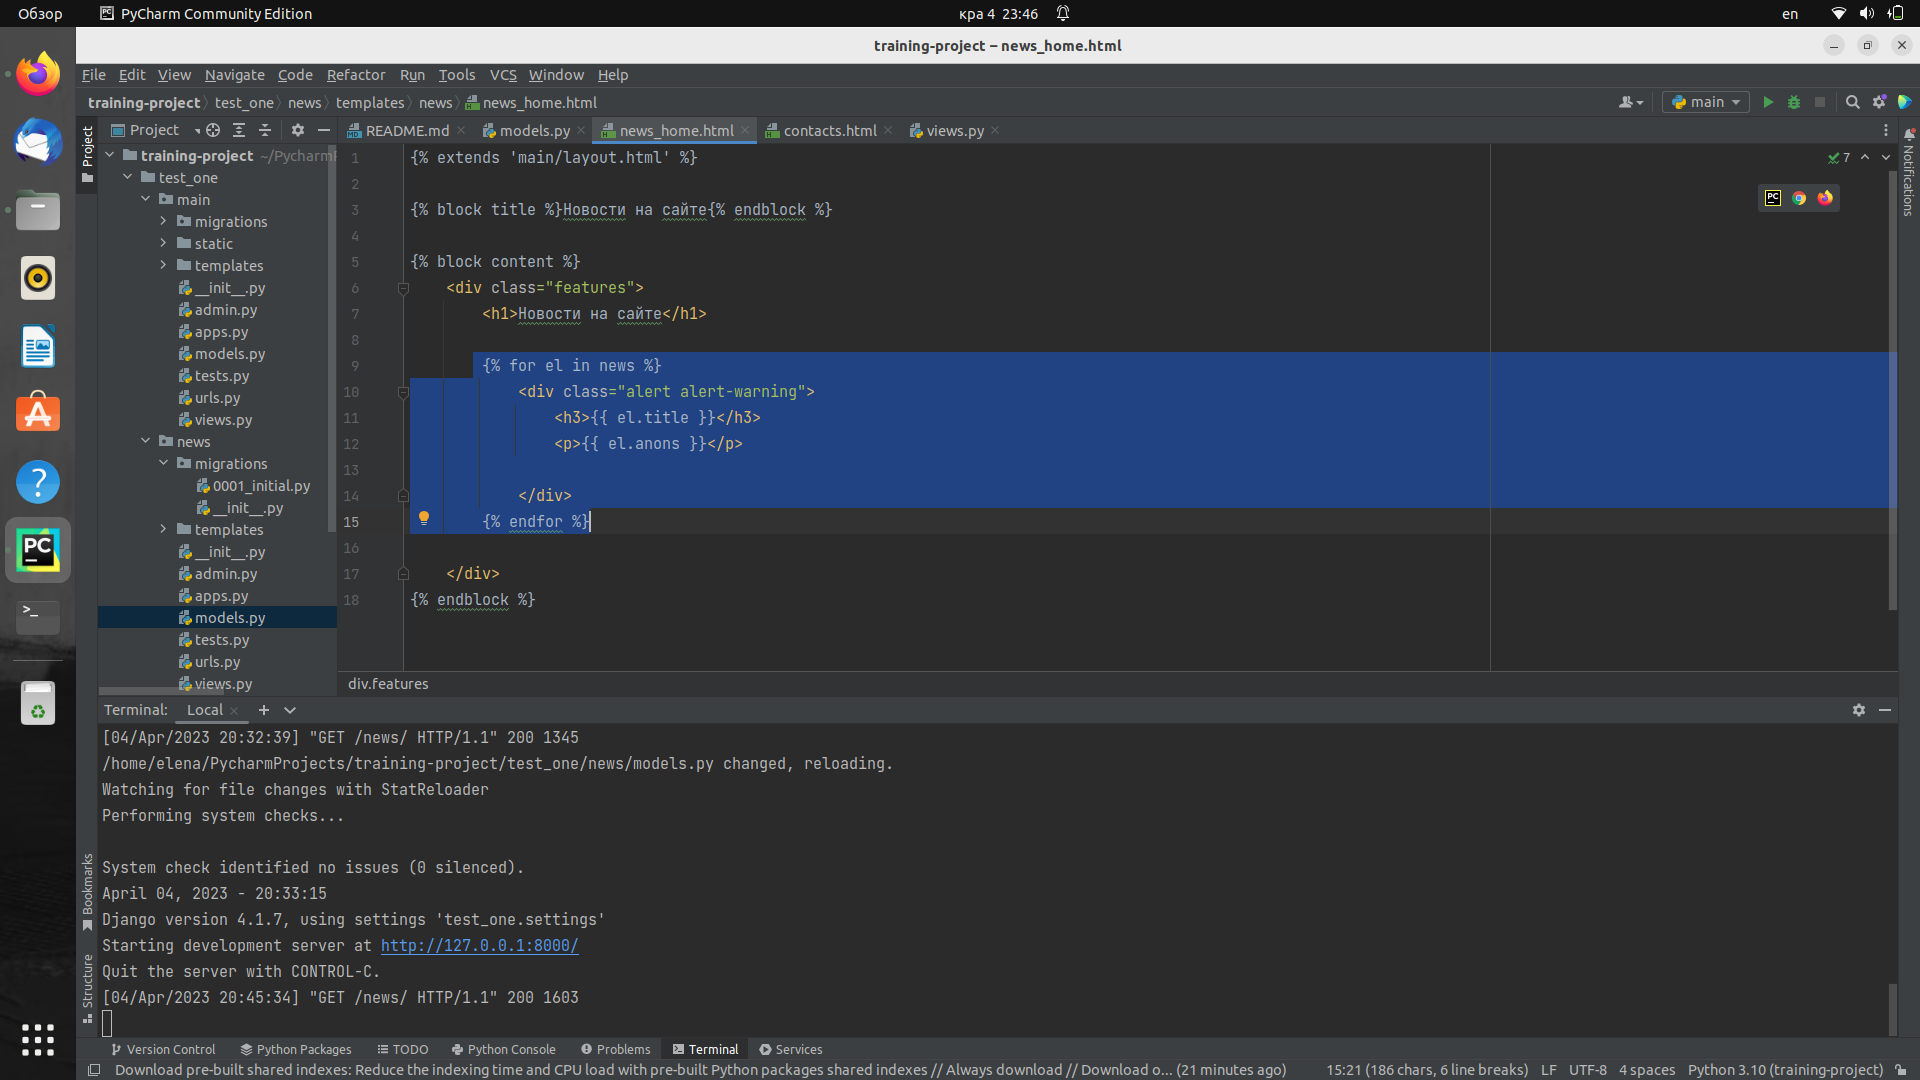 Обзор PyCharm Community Edition кра 4 23:46 en
training-project – news_home.html
File Edit View Navigate Code Refactor Run Tools VCS Window Help
training-project test_one news templates news news_home.html main
Project README.md models.py news_home.html contacts.html views.py
Project
Notifications
training-project ~/Pycharm
test_one
main
migrations
static
templates
__init__.py
admin.py
apps.py
models.py
tests.py
urls.py
views.py
news
migrations
0001_initial.py
__init__.py
templates
__init__.py
admin.py
apps.py
models.py
tests.py
urls.py
views.py
7
1 {% extends 'main/layout.html' %}
2
3 {% block title %}Новости на сайте{% endblock %}
4
5 {% block content %}
6 <div class="features">
7 <h1>Новости на сайте</h1>
8
9 {% for el in news %}
10 <div class="alert alert-warning">
11 <h3>{{ el.title }}</h3>
12 <p>{{ el.anons }}</p>
13
14 </div>
15 {% endfor %}
16
17 </div>
18 {% endblock %}
div.features
Terminal: Local
[04/Apr/2023 20:32:39] "GET /news/ HTTP/1.1" 200 1345
/home/elena/PycharmProjects/training-project/test_one/news/models.py changed, reloading.
Watching for file changes with StatReloader
Performing system checks...
System check identified no issues (0 silenced).
April 04, 2023 - 20:33:15
Django version 4.1.7, using settings 'test_one.settings'
Starting development server at http://127.0.0.1:8000/
Quit the server with CONTROL-C.
[04/Apr/2023 20:45:34] "GET /news/ HTTP/1.1" 200 1603
Bookmarks
Structure
Version Control Python Packages TODO Python Console Problems Terminal Services
Download pre-built shared indexes: Reduce the indexing time and CPU load with pre-built Python packages shared indexes // Always download // Download o... (21 minutes ago) 15:21 (186 chars, 6 line breaks) LF UTF-8 4 spaces Python 3.10 (training-project)